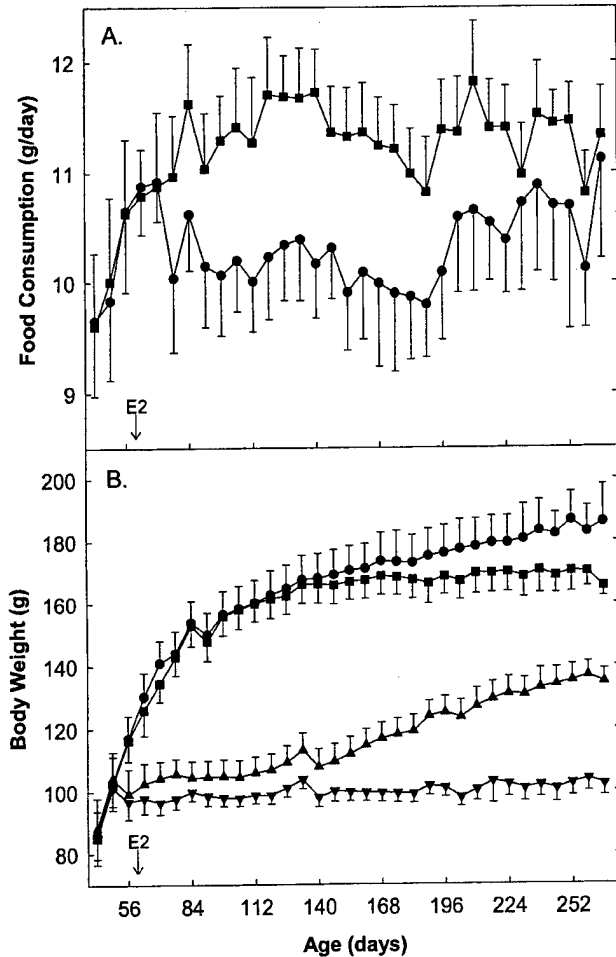 A.
12
11
10
9
Food Consumption (g/day)
E2
B.
200
180
160
140
120
100
80
Body Weight (g)
E2
56 84 112 140 168 196 224 252
Age (days)